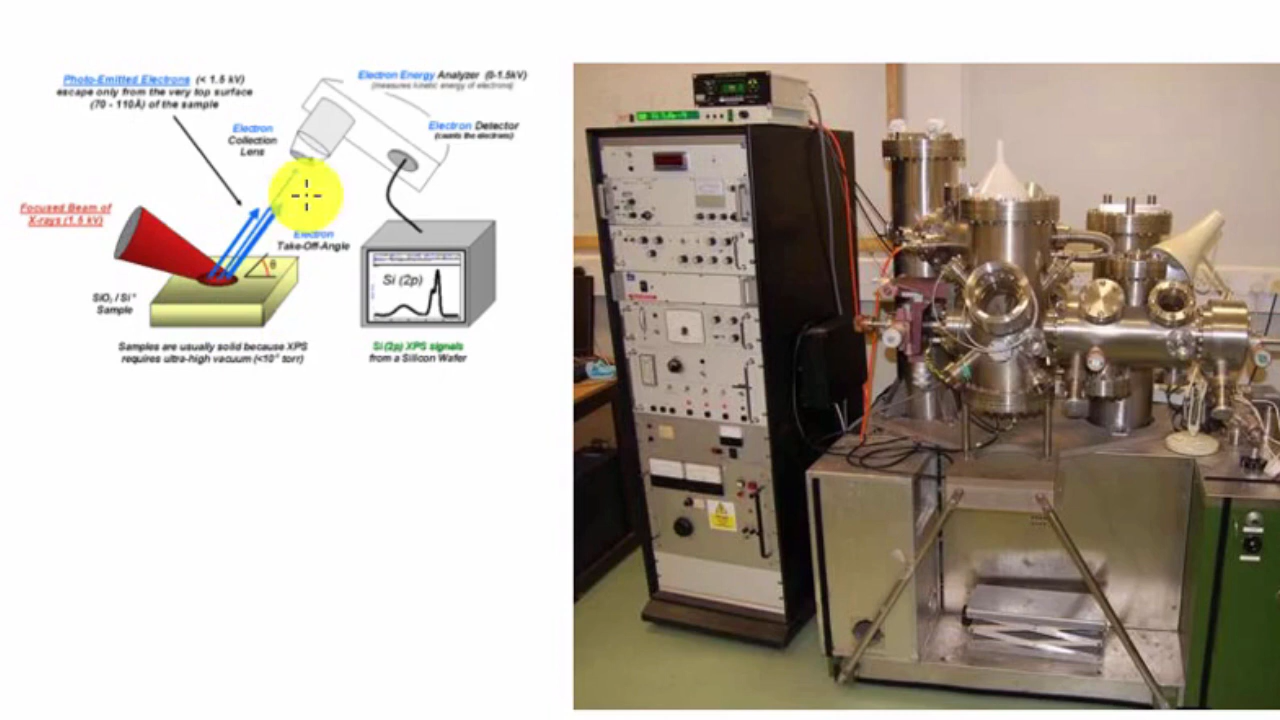 Photo-Emitted Electrons (< 1.5 kV)
escape only from the very top surface
(70 - 110Å) of the sample
Electron Energy Analyzer (0-1.5kV)
(measures kinetic energy of electrons)
Electron
Collection
Lens
Electron Detector
(counts the electrons)
Focused Beam of
X-rays (1.5 kV)
Electron
Take-Off-Angle
θ
Si (2p)
SiO₂ / Si°
Sample
Samples are usually solid because XPS
requires ultra-high vacuum (<10 torr)
Si (2p) XPS signals
from a Silicon Wafer